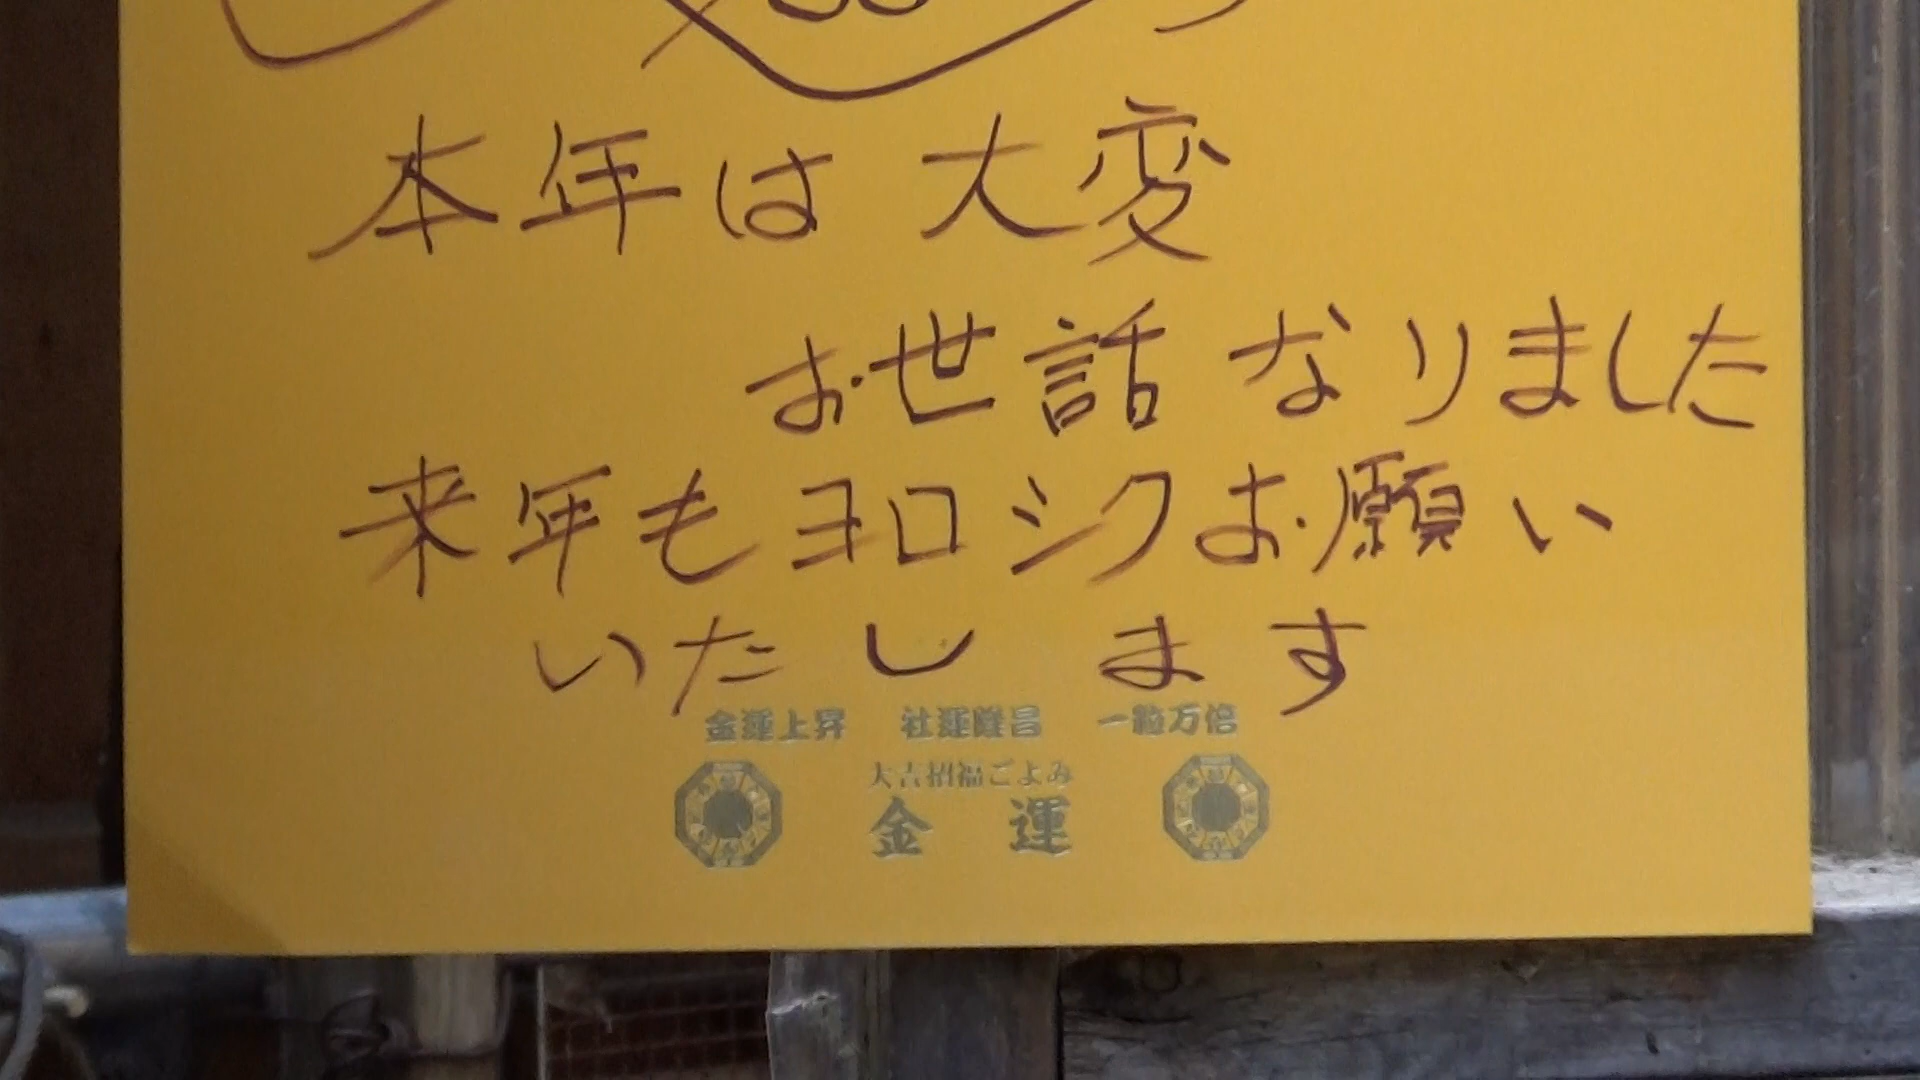 本年は大変
お世話なりました
来年もヨロシクお願い
いたします
金運上昇 社運隆昌 一粒万倍
大吉招福ごよみ
金運